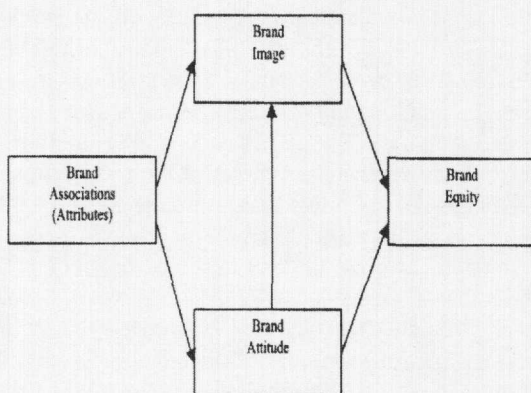 Brand
Image
Brand
Associations
(Attributes)
Brand
Equity
Brand
Attitude